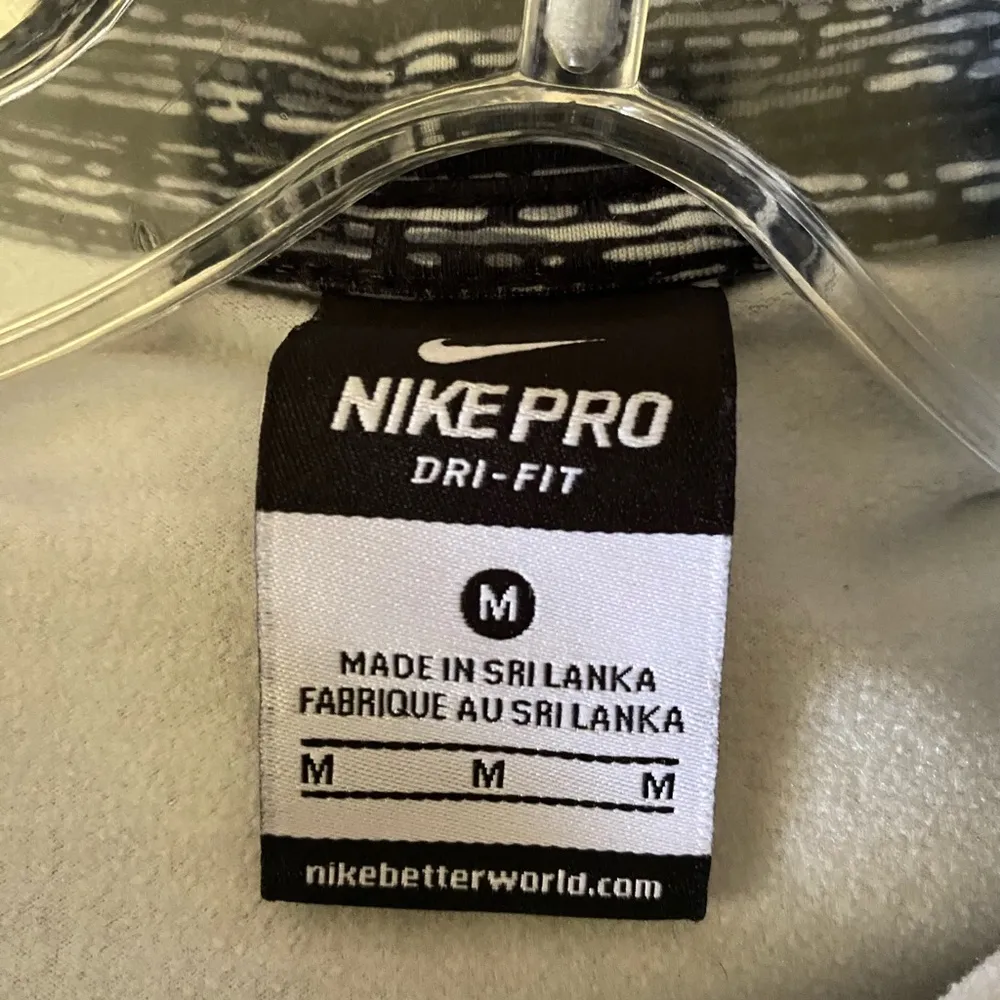 NIKE PRO
DRI-FIT
M
MADE IN SRI LANKA
FABRIQUE AU SRI LANKA
M M M
nikebetterworld.com